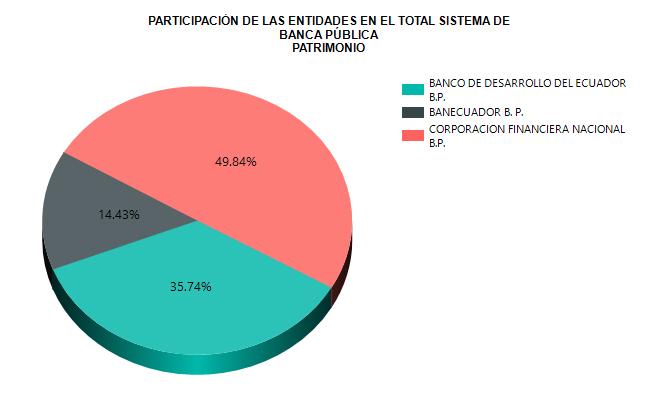 PARTICIPACIÓN DE LAS ENTIDADES EN EL TOTAL SISTEMA DE
BANCA PÚBLICA
PATRIMONIO
BANCO DE DESARROLLO DEL ECUADOR
B.P.
BANECUADOR B. P.
CORPORACION FINANCIERA NACIONAL
B.P.
49.84%
14.43%
35.74%